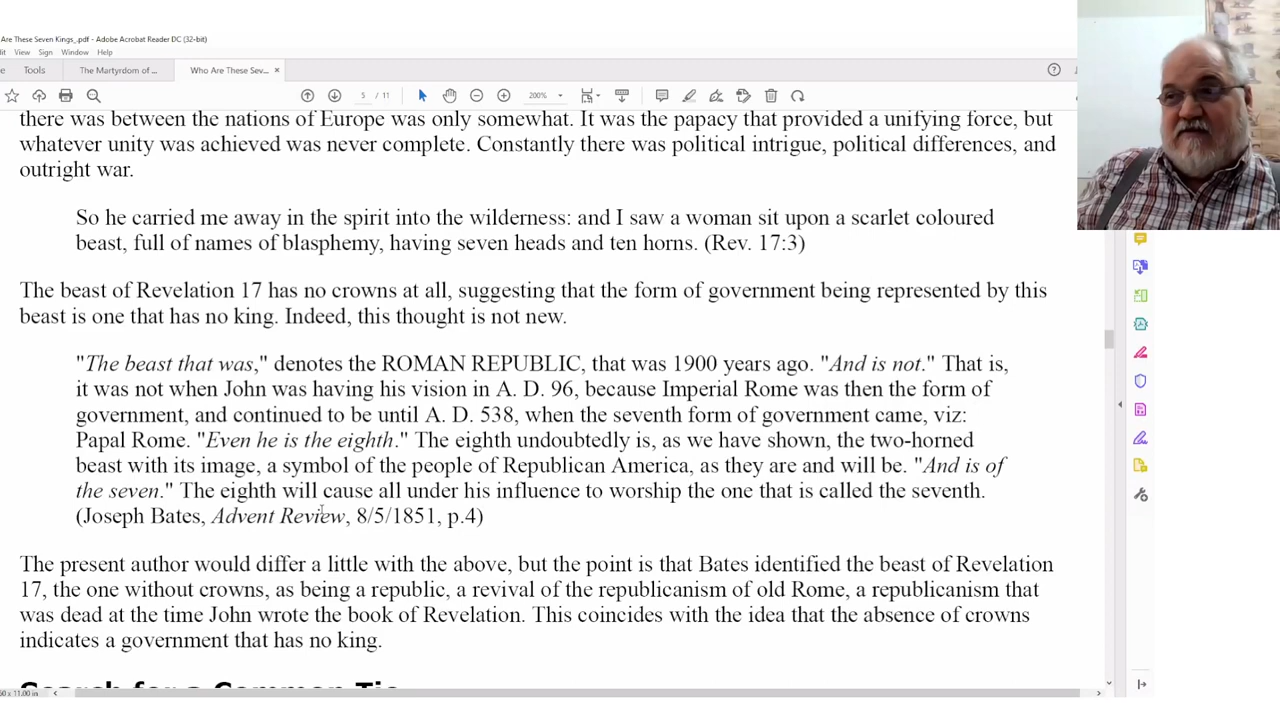 Are These Seven Kings_.pdf - Adobe Acrobat Reader DC (32-bit)
View Sign Window Help
Tools The Martyrdom of ... Who Are These Sev... ×
5 / 11 200%
there was between the nations of Europe was only somewhat. It was the papacy that provided a unifying force, but
whatever unity was achieved was never complete. Constantly there was political intrigue, political differences, and
outright war.
So he carried me away in the spirit into the wilderness: and I saw a woman sit upon a scarlet coloured
beast, full of names of blasphemy, having seven heads and ten horns. (Rev. 17:3)
The beast of Revelation 17 has no crowns at all, suggesting that the form of government being represented by this
beast is one that has no king. Indeed, this thought is not new.
"The beast that was," denotes the ROMAN REPUBLIC, that was 1900 years ago. "And is not." That is,
it was not when John was having his vision in A. D. 96, because Imperial Rome was then the form of
government, and continued to be until A. D. 538, when the seventh form of government came, viz:
Papal Rome. "Even he is the eighth." The eighth undoubtedly is, as we have shown, the two-horned
beast with its image, a symbol of the people of Republican America, as they are and will be. "And is of
the seven." The eighth will cause all under his influence to worship the one that is called the seventh.
(Joseph Bates, Advent Review, 8/5/1851, p.4)
The present author would differ a little with the above, but the point is that Bates identified the beast of Revelation
17, the one without crowns, as being a republic, a revival of the republicanism of old Rome, a republicanism that
was dead at the time John wrote the book of Revelation. This coincides with the idea that the absence of crowns
indicates a government that has no king.
Search for a Common Tie